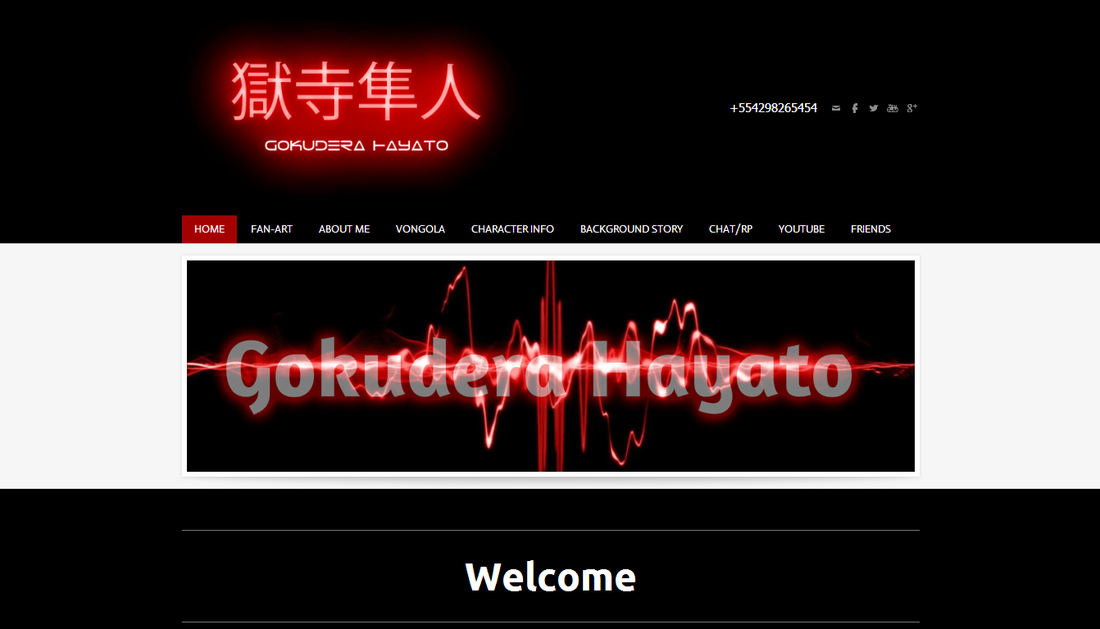 獄寺隼人
GOKUDERA HAYATO
+554298265454
HOME FAN-ART ABOUT ME VONGOLA CHARACTER INFO BACKGROUND STORY CHAT/RP YOUTUBE FRIENDS
Gokudera Hayato
Welcome